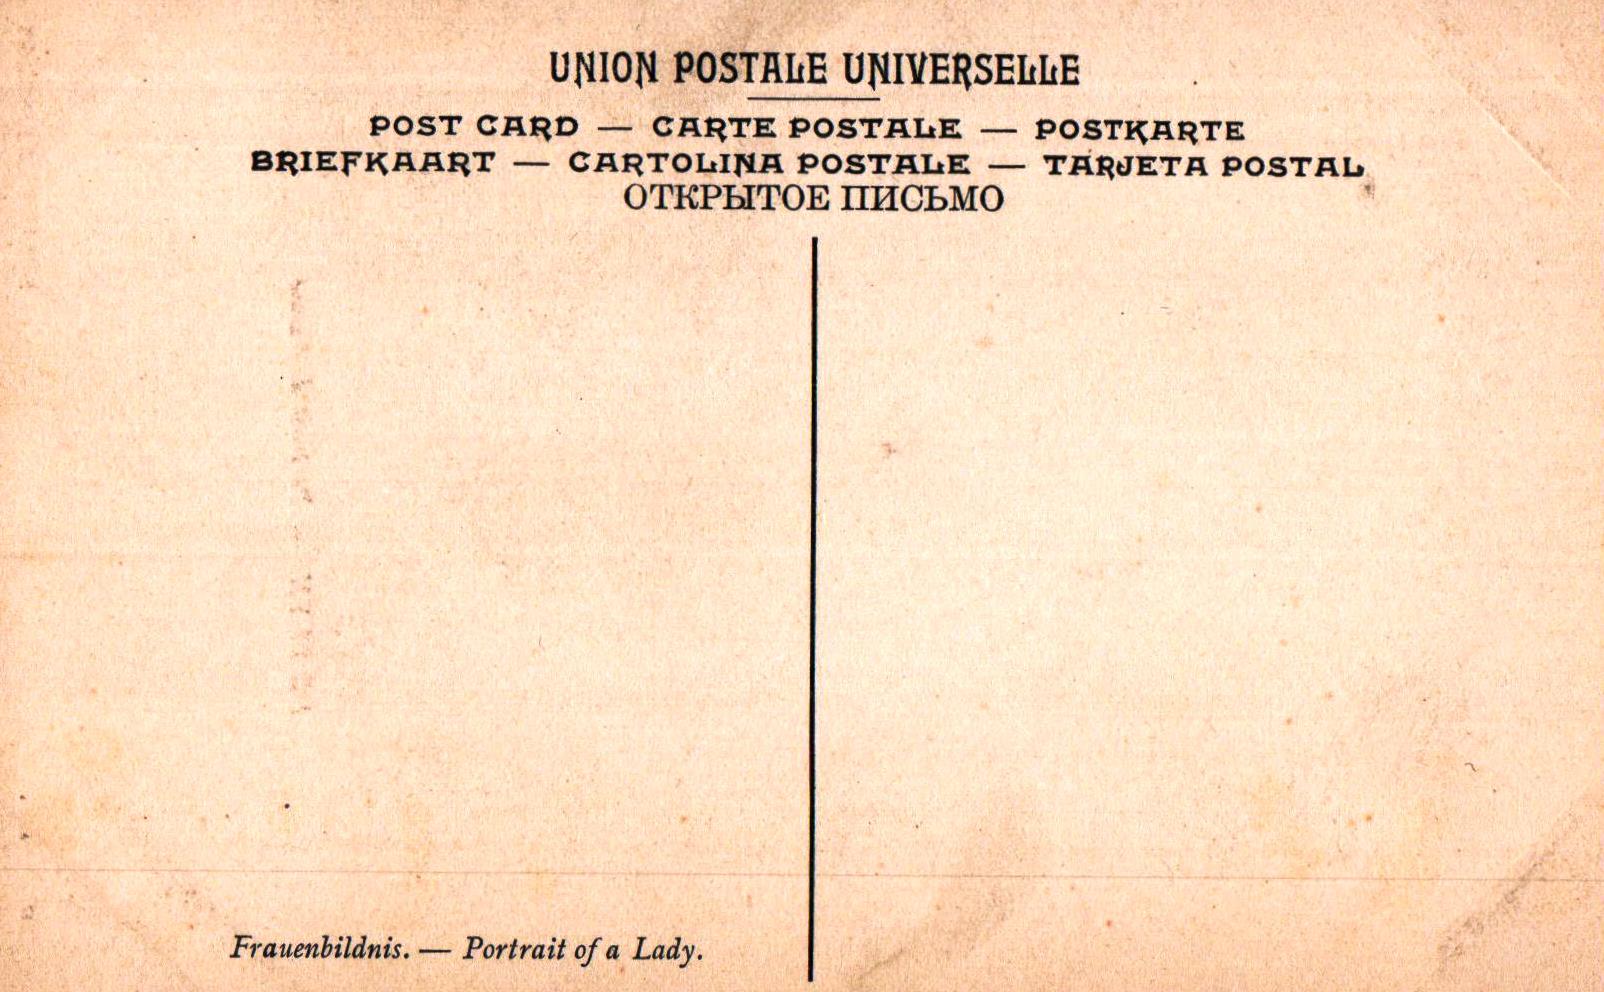 UNION POSTALE UNIVERSELLE
POST CARD — CARTE POSTALE — POSTKARTE
BRIEFKAART — CARTOLINA POSTALE — TARJETA POSTAL
ОТКРЫТОЕ ПИСЬМО
Frauenbildnis. — Portrait of a Lady.